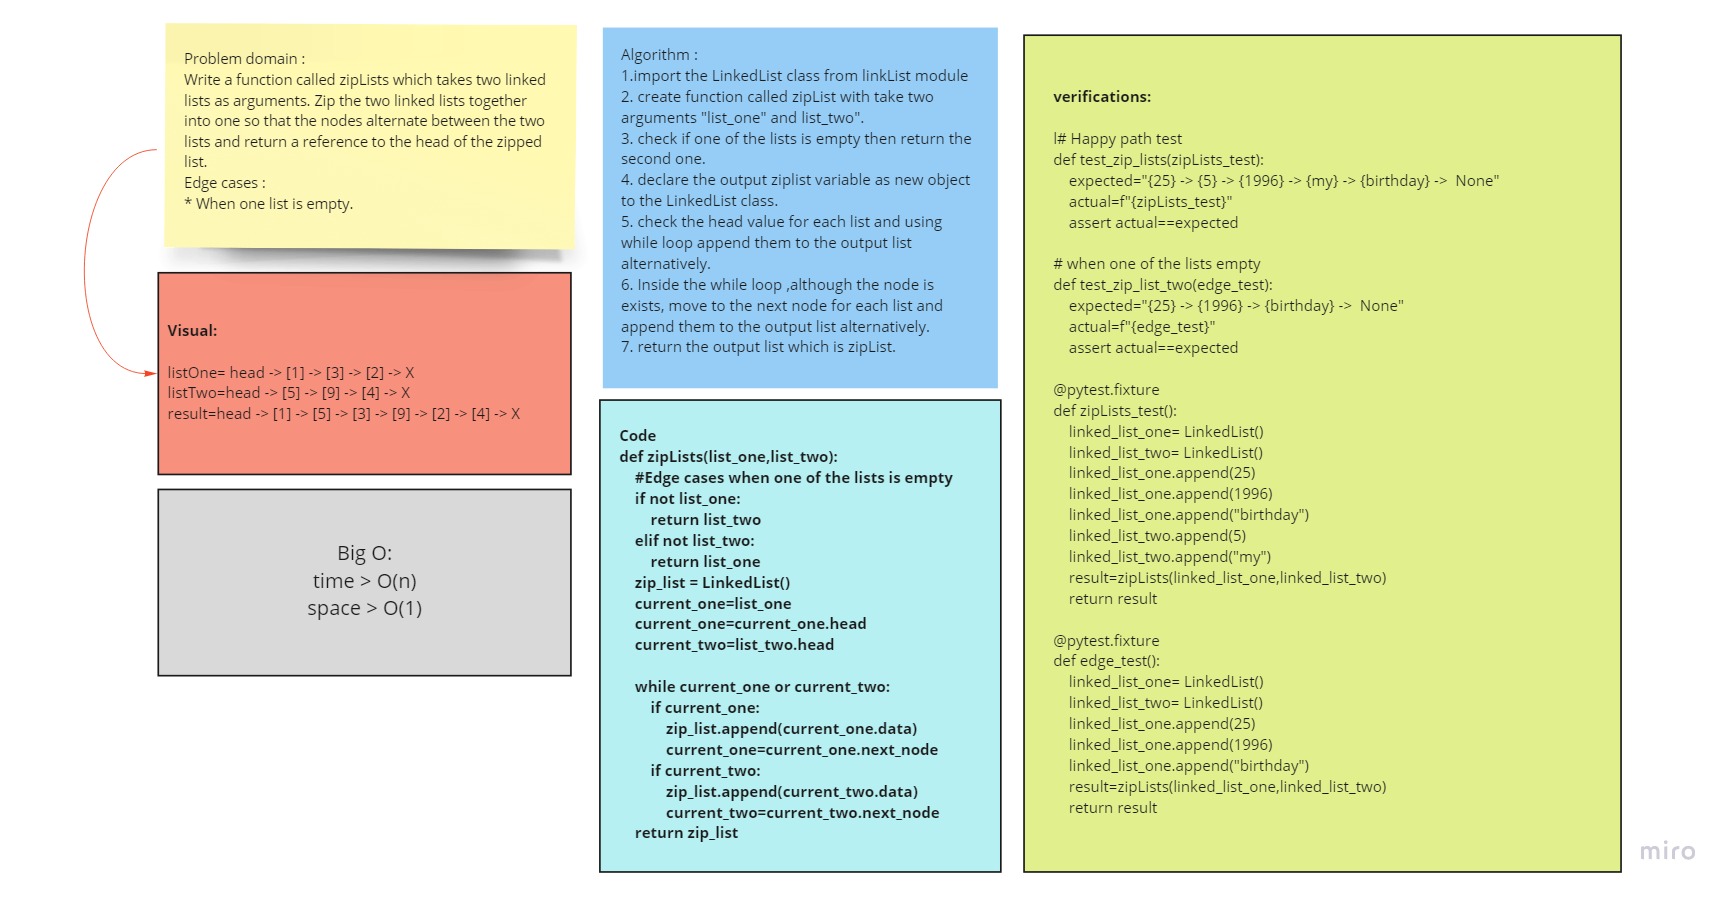 Problem domain :
Write a function called zipLists which takes two linked
lists as arguments. Zip the two linked lists together
into one so that the nodes alternate between the two
lists and return a reference to the head of the zipped
list.
Edge cases :
* When one list is empty.
Visual:
listOne= head -> [1] -> [3] -> [2] -> X
listTwo=head -> [5] -> [9] -> [4] -> X
result=head -> [1] -> [5] -> [3] -> [9] -> [2] -> [4] -> X
Big O:
time > O(n)
space > O(1)
Algorithm :
1.import the LinkedList class from linkList module
2. create function called zipList with take two
arguments "list_one" and list_two".
3. check if one of the lists is empty then return the
second one.
4. declare the output ziplist variable as new object
to the LinkedList class.
5. check the head value for each list and using
while loop append them to the output list
alternatively.
6. Inside the while loop ,although the node is
exists, move to the next node for each list and
append them to the output list alternatively.
7. return the output list which is zipList.
Code
def zipLists(list_one,list_two):
    #Edge cases when one of the lists is empty
    if not list_one:
        return list_two
    elif not list_two:
        return list_one
    zip_list = LinkedList()
    current_one=list_one
    current_one=current_one.head
    current_two=list_two.head
    while current_one or current_two:
        if current_one:
            zip_list.append(current_one.data)
            current_one=current_one.next_node
        if current_two:
            zip_list.append(current_two.data)
            current_two=current_two.next_node
    return zip_list
verifications:
l# Happy path test
def test_zip_lists(zipLists_test):
    expected="{25} -> {5} -> {1996} -> {my} -> {birthday} ->  None"
    actual=f"{zipLists_test}"
    assert actual==expected
# when one of the lists empty
def test_zip_list_two(edge_test):
    expected="{25} -> {1996} -> {birthday} ->  None"
    actual=f"{edge_test}"
    assert actual==expected
@pytest.fixture
def zipLists_test():
    linked_list_one= LinkedList()
    linked_list_two= LinkedList()
    linked_list_one.append(25)
    linked_list_one.append(1996)
    linked_list_one.append("birthday")
    linked_list_two.append(5)
    linked_list_two.append("my")
    result=zipLists(linked_list_one,linked_list_two)
    return result
@pytest.fixture
def edge_test():
    linked_list_one= LinkedList()
    linked_list_two= LinkedList()
    linked_list_one.append(25)
    linked_list_one.append(1996)
    linked_list_one.append("birthday")
    result=zipLists(linked_list_one,linked_list_two)
    return result
miro